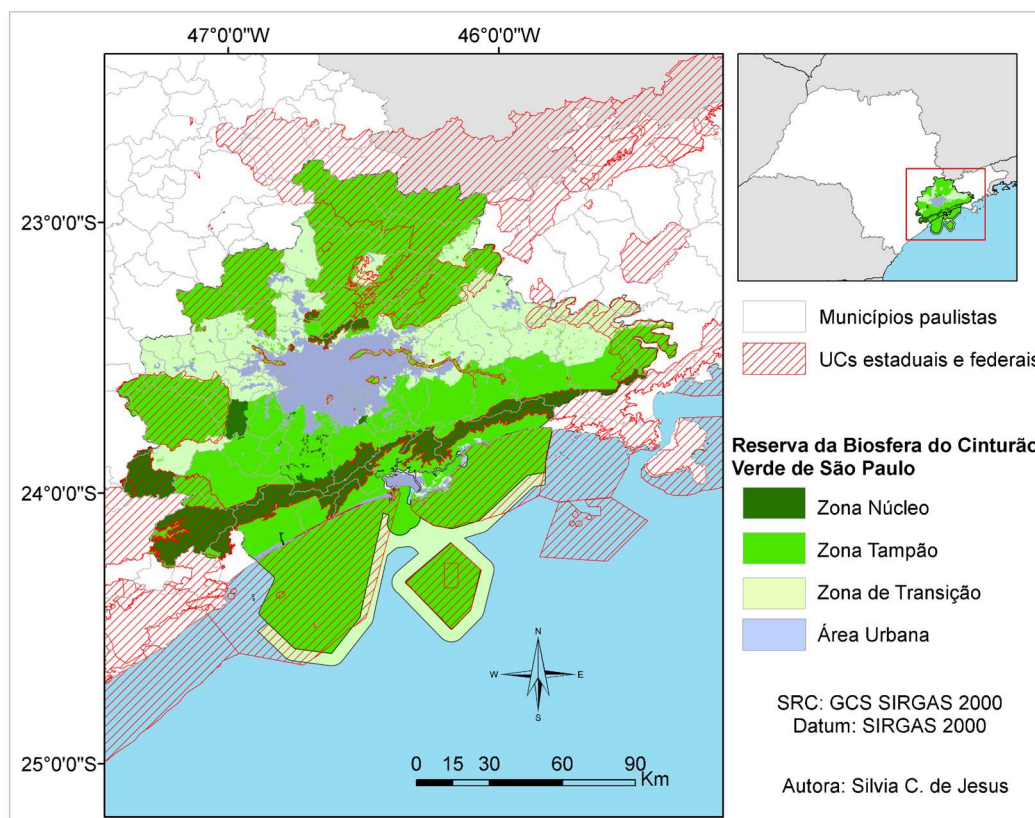 47°0'0"W
46°0'0"W
23°0'0"S
24°0'0"S
25°0'0"S
N
W
E
S
0 15 30 60 90
Km
Municípios paulistas
UCs estaduais e federais
Reserva da Biosfera do Cinturão
Verde de São Paulo
Zona Núcleo
Zona Tampão
Zona de Transição
Área Urbana
SRC: GCS SIRGAS 2000
Datum: SIRGAS 2000
Autora: Silvia C. de Jesus